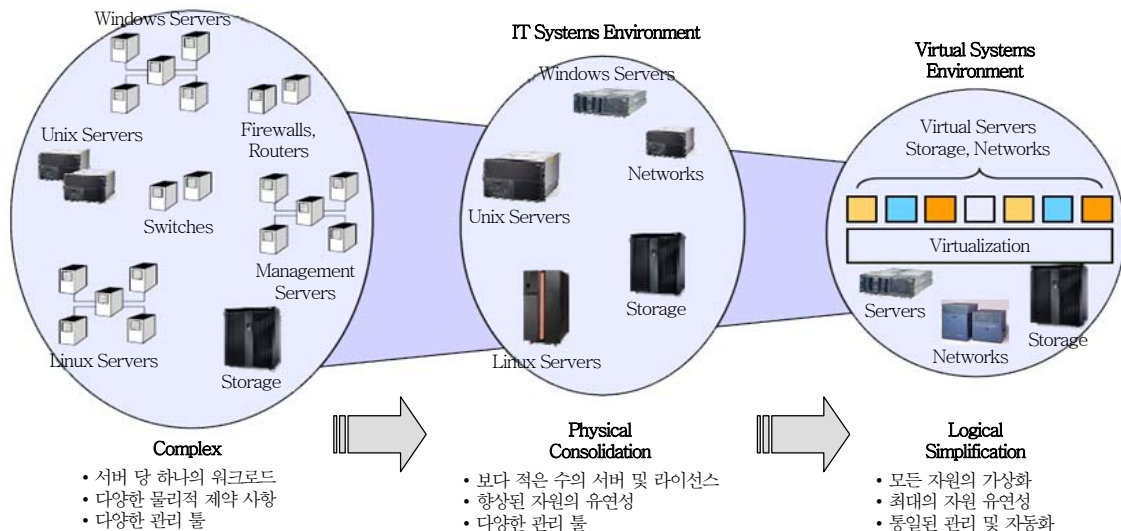 Windows Servers
Unix Servers
Firewalls,
Routers
Switches
Management
Servers
Linux Servers
Storage
Complex
• 서버 당 하나의 워크로드
• 다양한 물리적 제약 사항
• 다양한 관리 툴
IT Systems Environment
Windows Servers
Networks
Unix Servers
Storage
Linux Servers
Physical
Consolidation
• 보다 적은 수의 서버 및 라이선스
• 향상된 자원의 유연성
• 다양한 관리 툴
Virtual Systems
Environment
Virtual Servers
Storage, Networks
Virtualization
Servers
Networks
Storage
Logical
Simplification
• 모든 자원의 가상화
• 최대의 자원 유연성
• 통일된 관리 및 자동화